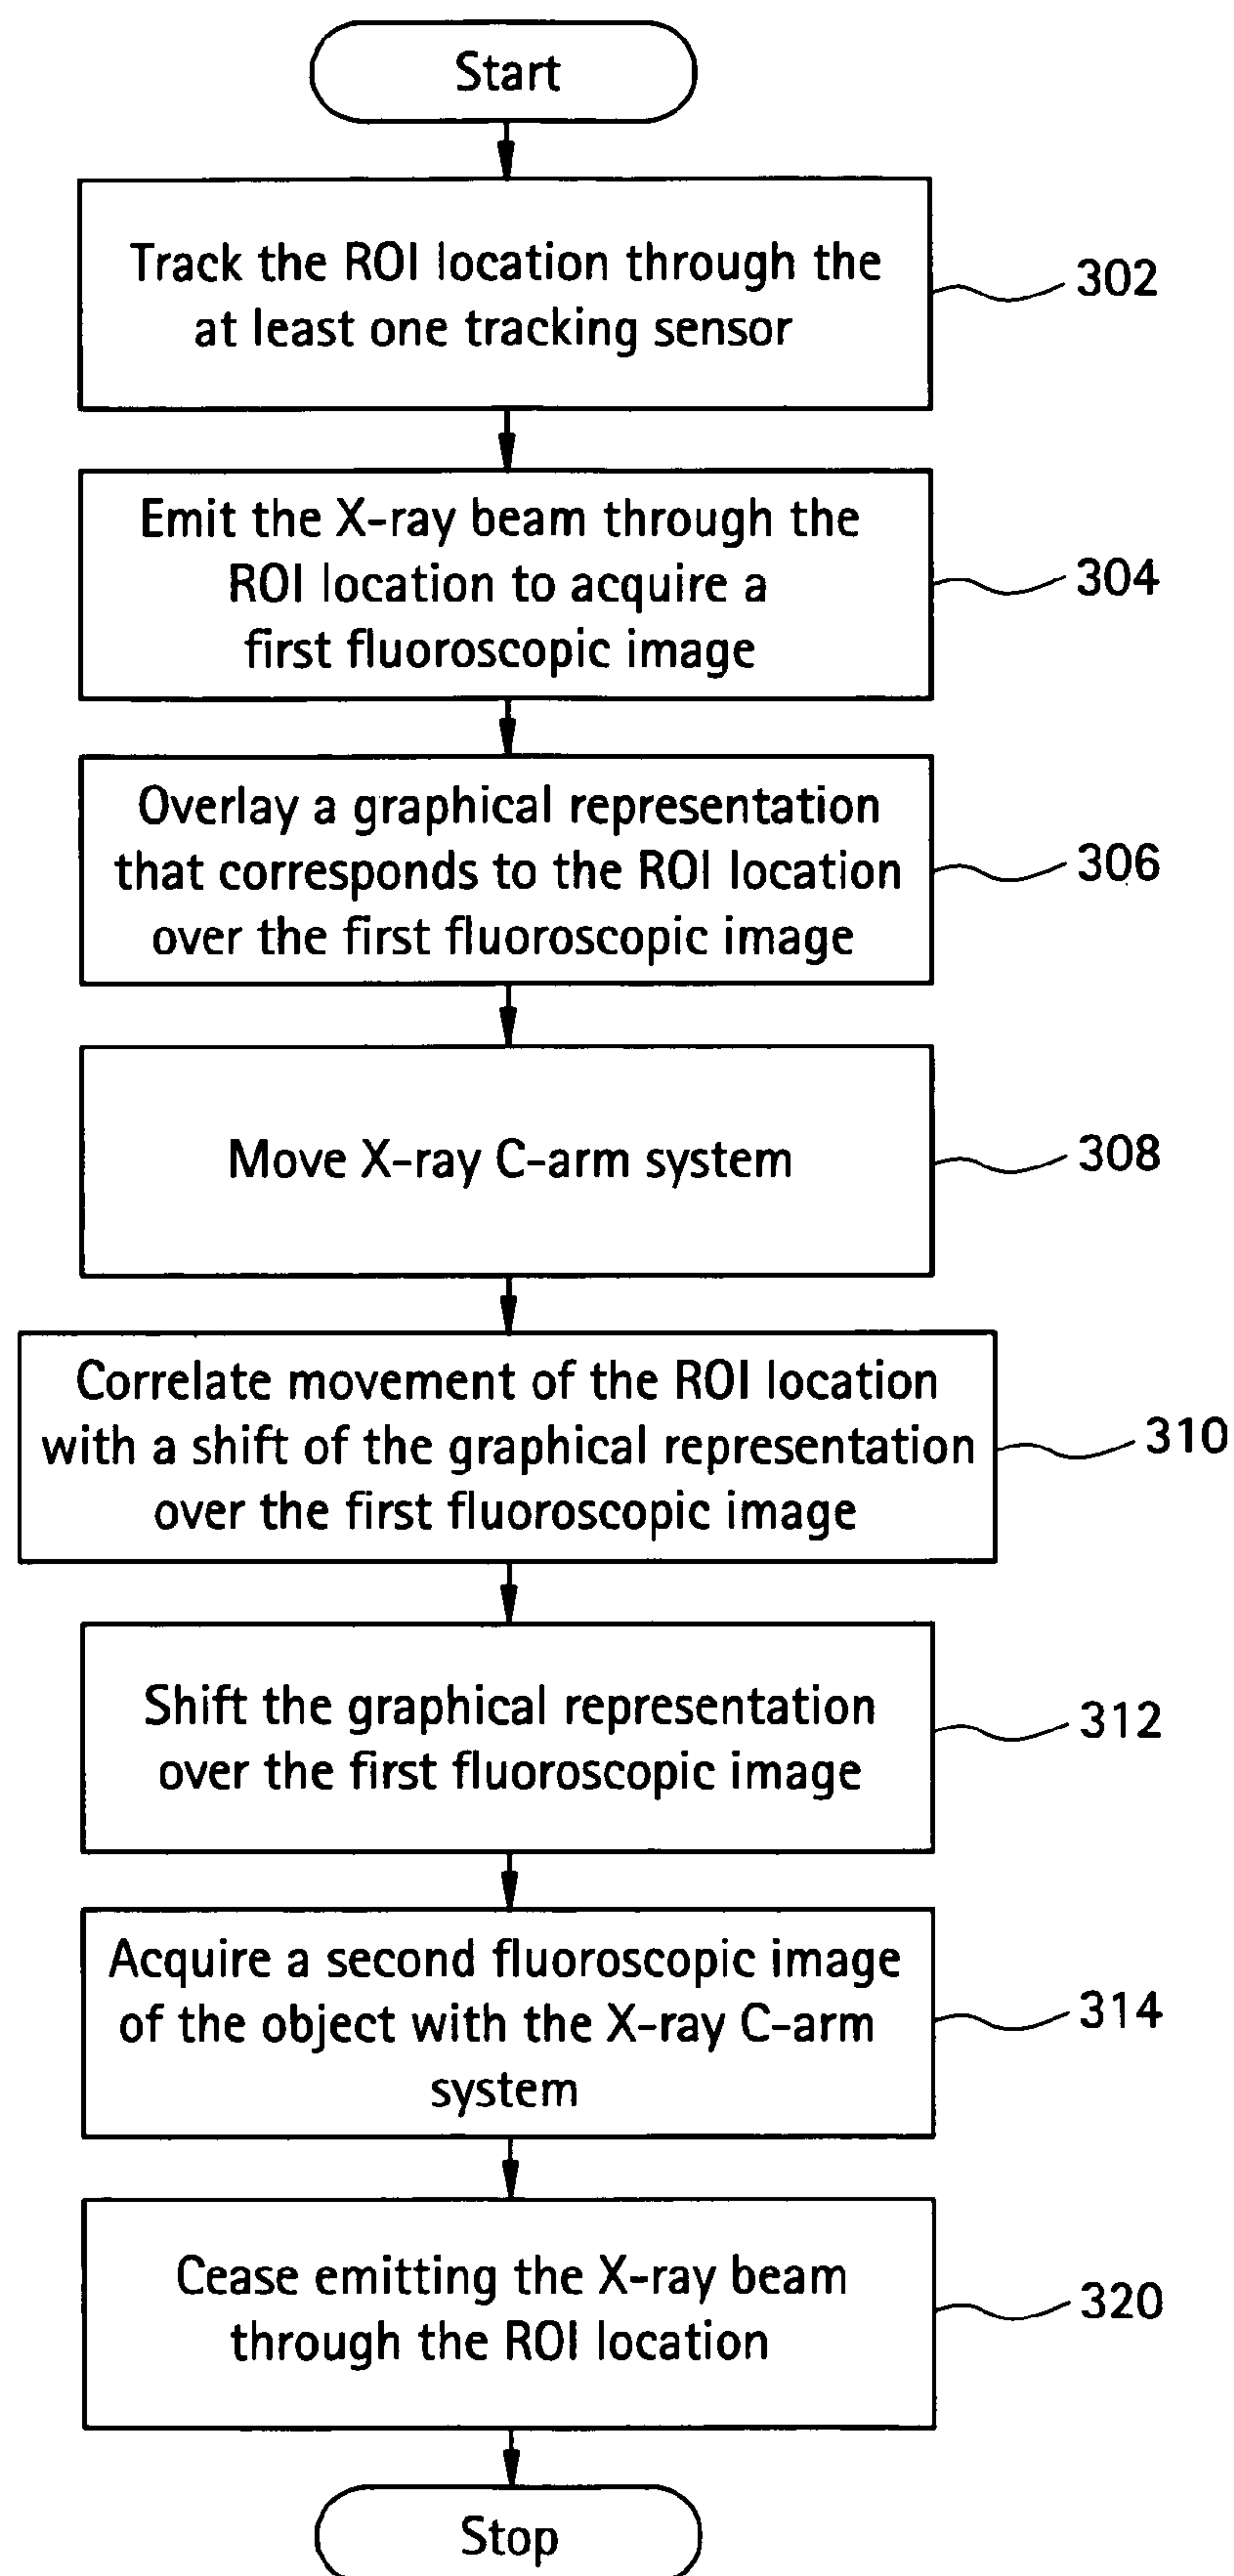 Start
Track the ROI location through the
at least one tracking sensor
302
Emit the X-ray beam through the
ROI location to acquire a
first fluoroscopic image
304
Overlay a graphical representation
that corresponds to the ROI location
over the first fluoroscopic image
306
Move X-ray C-arm system
308
Correlate movement of the ROI location
with a shift of the graphical representation
over the first fluoroscopic image
310
Shift the graphical representation
over the first fluoroscopic image
312
Acquire a second fluoroscopic image
of the object with the X-ray C-arm
system
314
Cease emitting the X-ray beam
through the ROI location
320
Stop